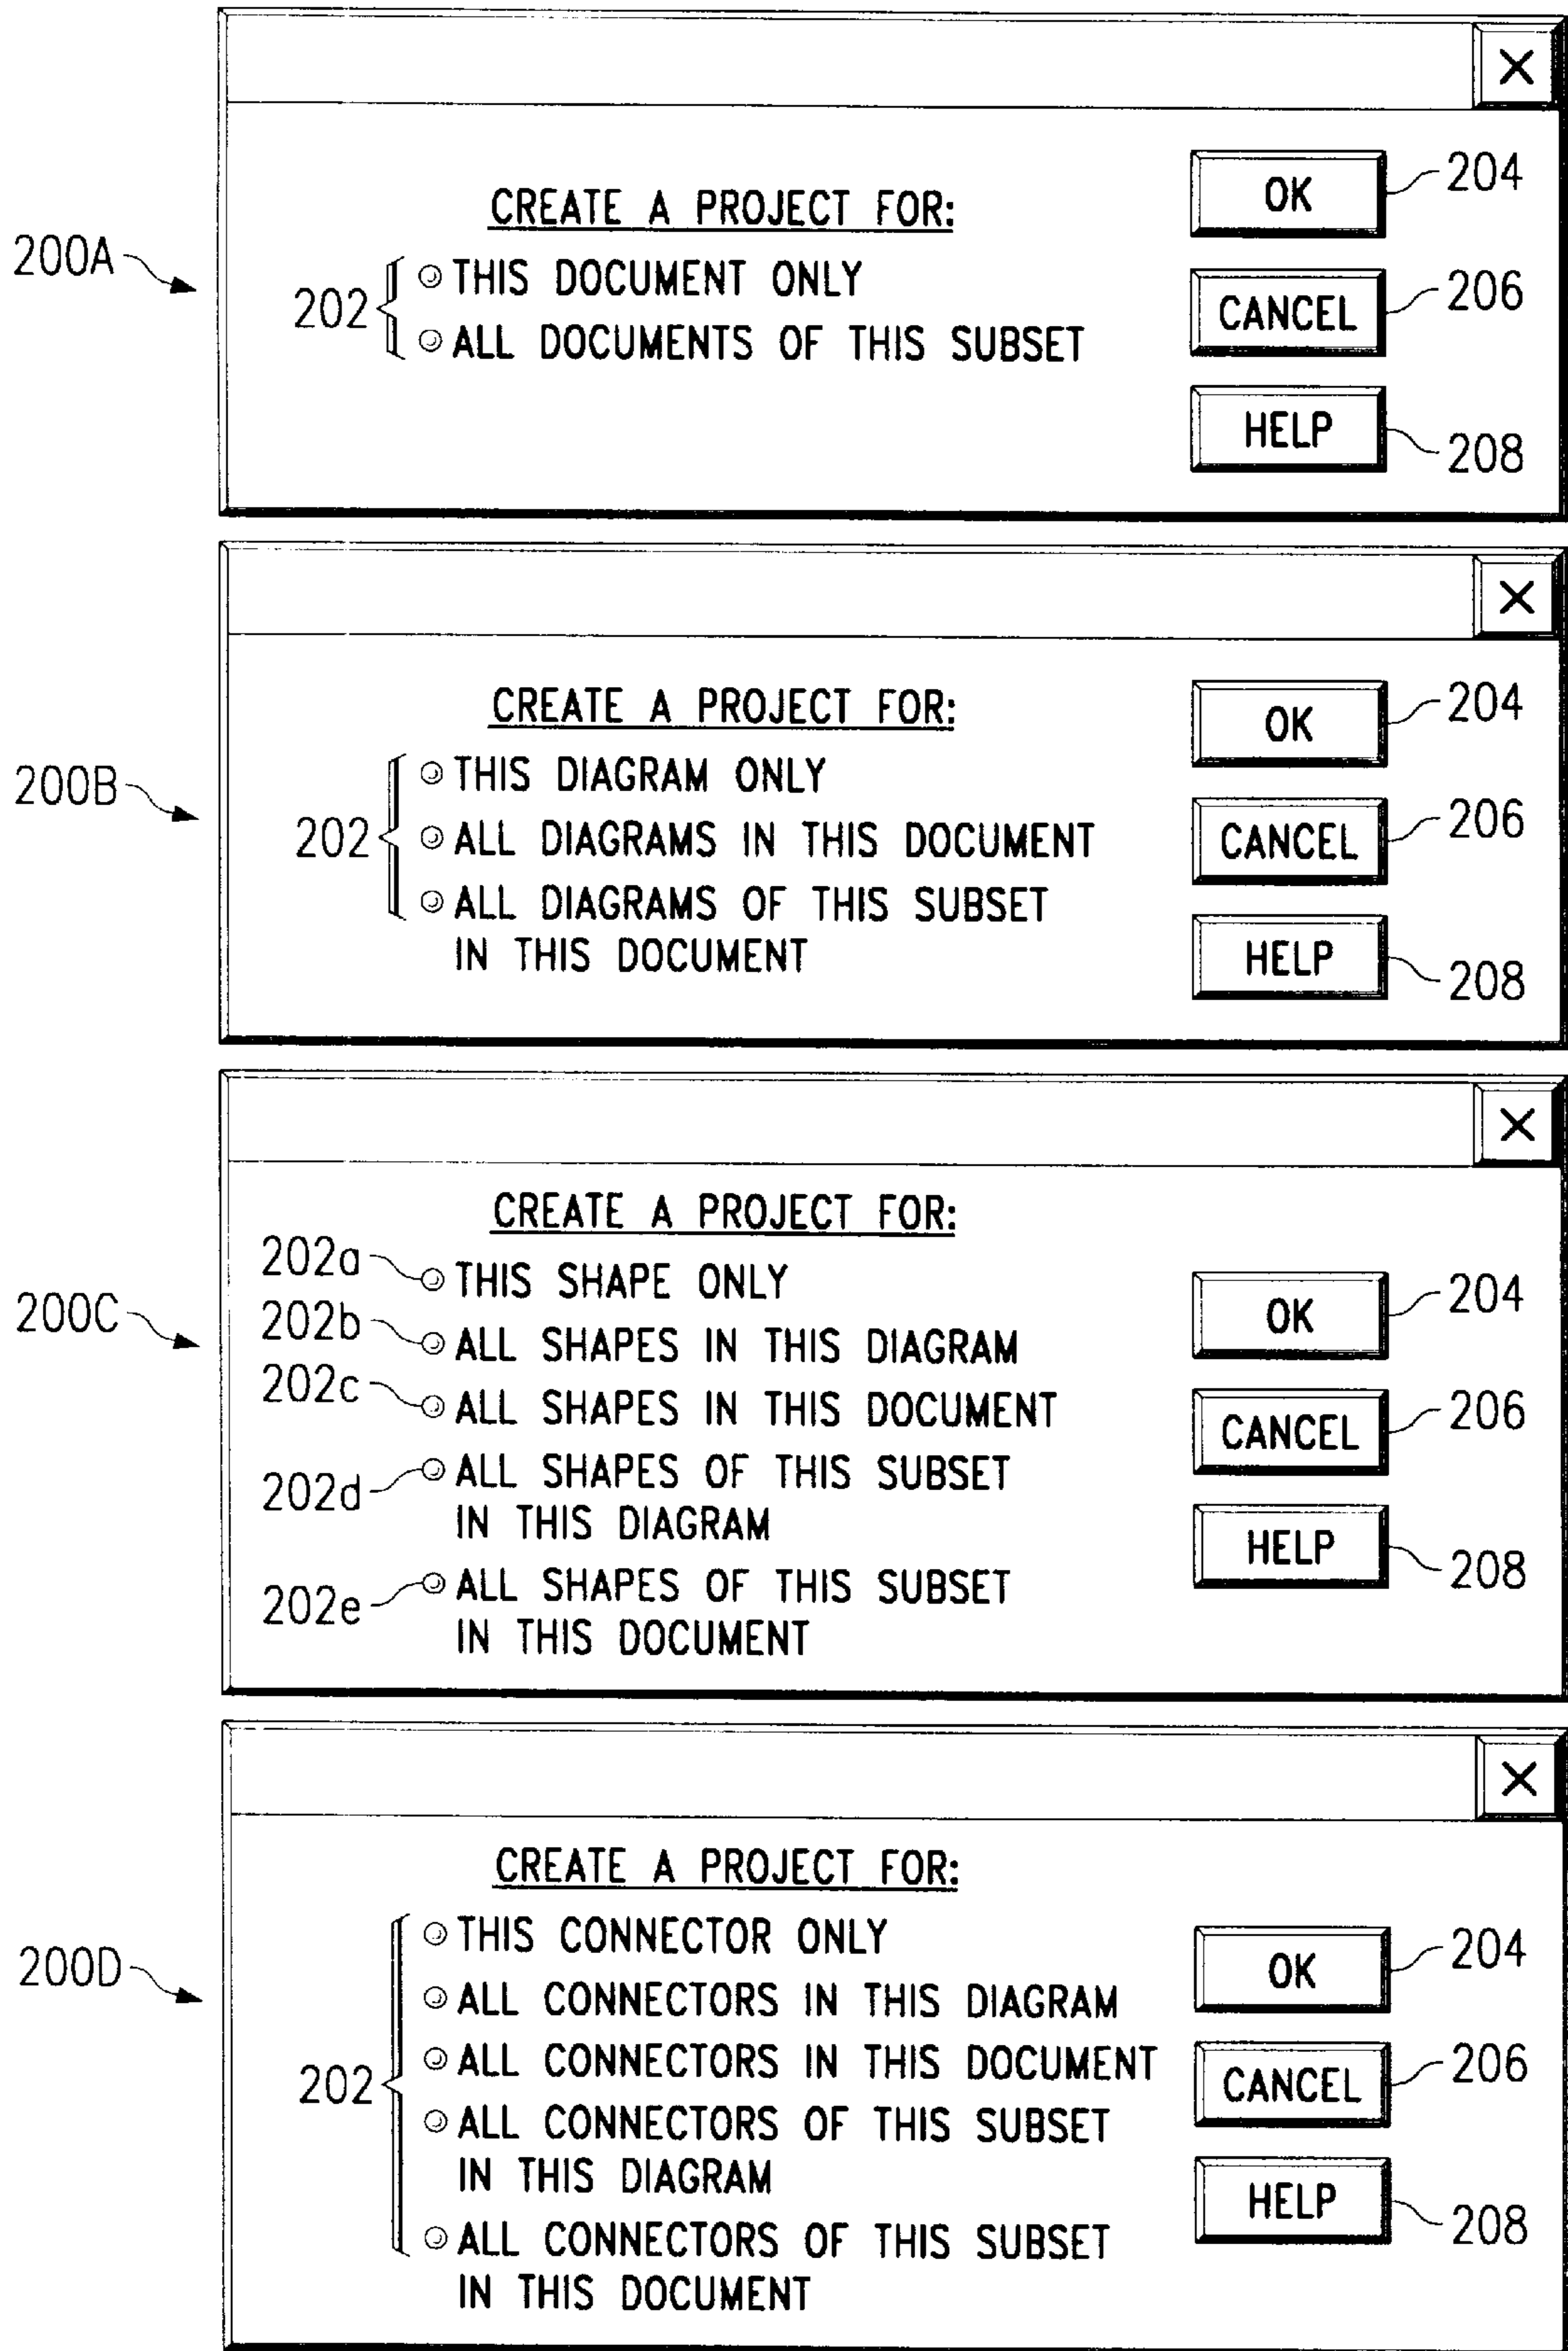 X
CREATE A PROJECT FOR:
200A
202
THIS DOCUMENT ONLY
ALL DOCUMENTS OF THIS SUBSET
OK
204
CANCEL
206
HELP
208
X
CREATE A PROJECT FOR:
200B
202
THIS DIAGRAM ONLY
ALL DIAGRAMS IN THIS DOCUMENT
ALL DIAGRAMS OF THIS SUBSET
IN THIS DOCUMENT
OK
204
CANCEL
206
HELP
208
X
CREATE A PROJECT FOR:
200C
202a
THIS SHAPE ONLY
202b
ALL SHAPES IN THIS DIAGRAM
202c
ALL SHAPES IN THIS DOCUMENT
202d
ALL SHAPES OF THIS SUBSET
IN THIS DIAGRAM
202e
ALL SHAPES OF THIS SUBSET
IN THIS DOCUMENT
OK
204
CANCEL
206
HELP
208
X
CREATE A PROJECT FOR:
200D
202
THIS CONNECTOR ONLY
ALL CONNECTORS IN THIS DIAGRAM
ALL CONNECTORS IN THIS DOCUMENT
ALL CONNECTORS OF THIS SUBSET
IN THIS DIAGRAM
ALL CONNECTORS OF THIS SUBSET
IN THIS DOCUMENT
OK
204
CANCEL
206
HELP
208